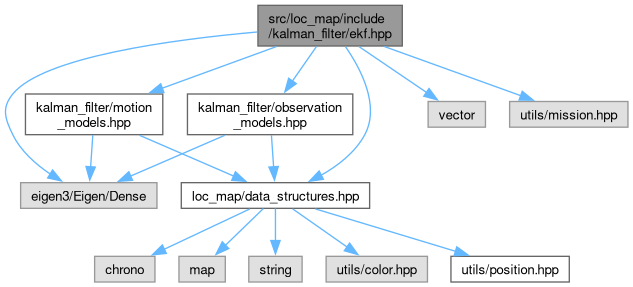 src/loc_map/include
/kalman_filter/ekf.hpp
kalman_filter/motion
_models.hpp
kalman_filter/observation
_models.hpp
vector
utils/mission.hpp
eigen3/Eigen/Dense
loc_map/data_structures.hpp
chrono
map
string
utils/color.hpp
utils/position.hpp